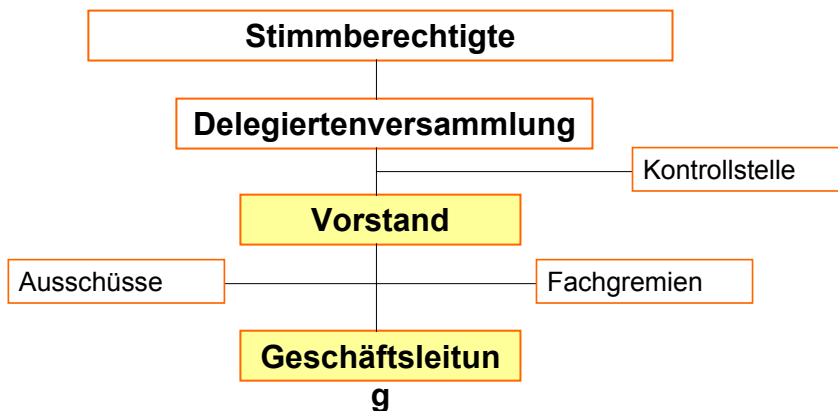 Stimmberechtigte
Delegiertenversammlung
Kontrollstelle
Vorstand
Ausschüsse
Fachgremien
Geschäftsleitun
g